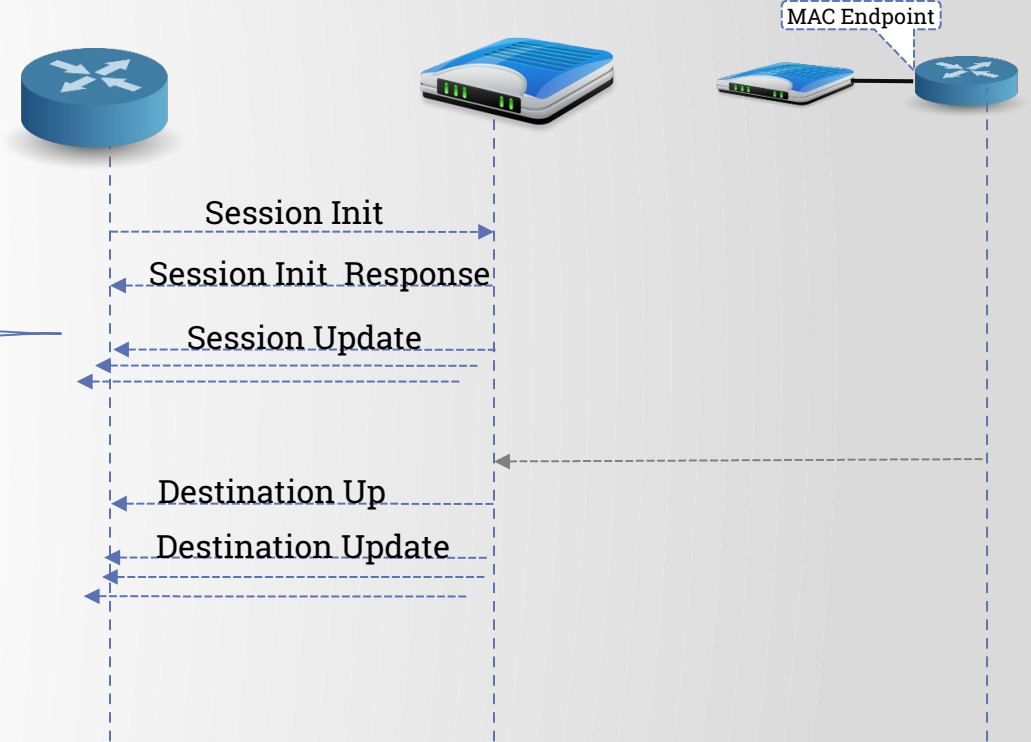 MAC Endpoint
Session Init
Session Init Response
Session Update
Destination Up
Destination Update